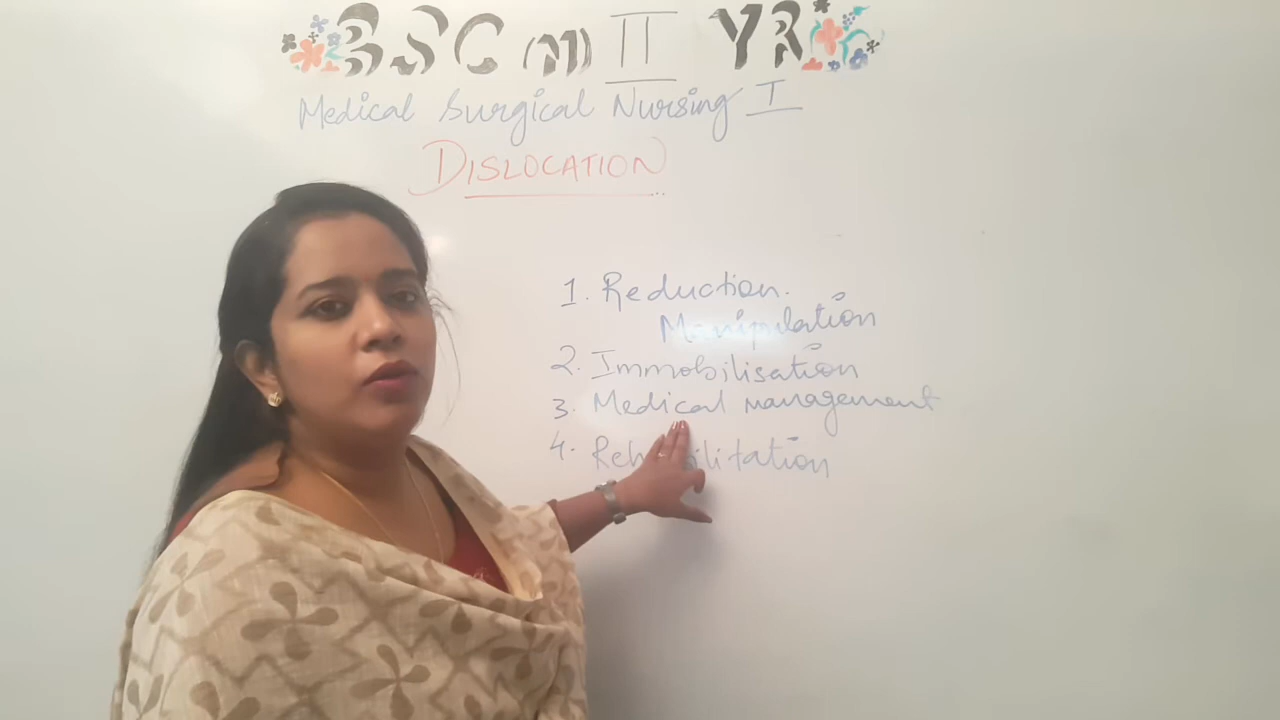 BSC (N) II YR
Medical Surgical Nursing I
DISLOCATION
1. Reduction.
Manipulation
2. Immobilisation
3. Medical management
4. Rehabilitation